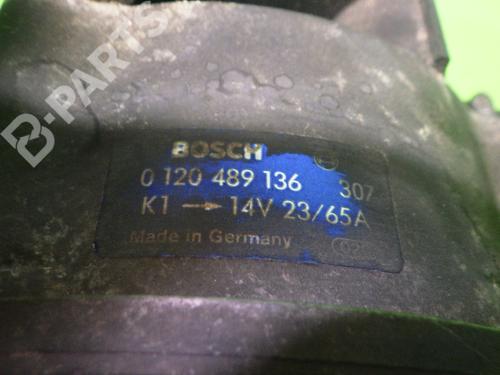 B-PARTS
BOSCH
0 120 489 136 307
K1 → 14V 23/65A
Made in Germany